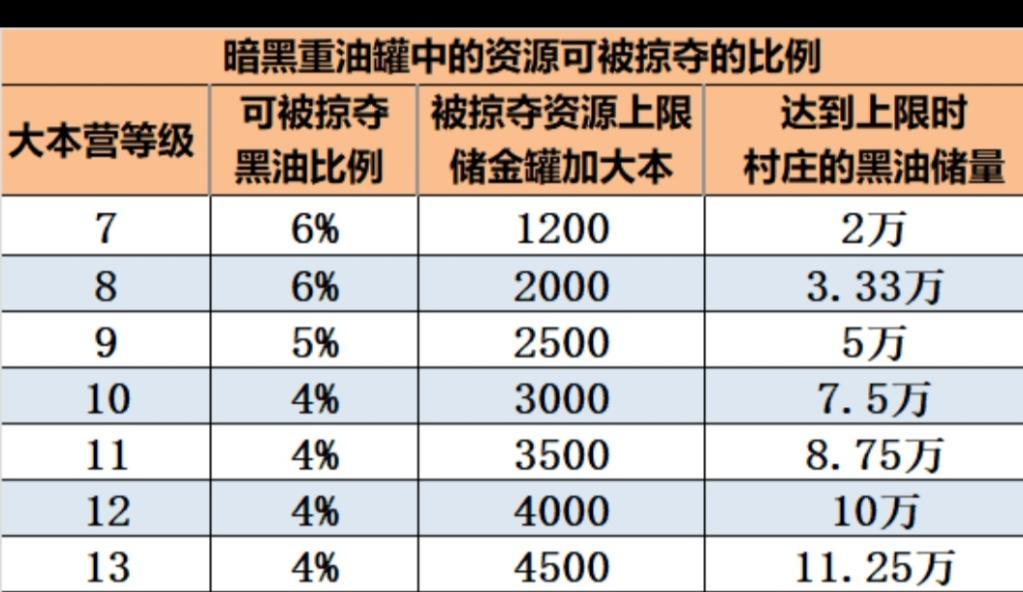 暗黑重油罐中的资源可被掠夺的比例
大本营等级 可被掠夺 被掠夺资源上限 达到上限时
黑油比例 储金罐加大本 村庄的黑油储量
7 6% 1200 2万
8 6% 2000 3.33万
9 5% 2500 5万
10 4% 3000 7.5万
11 4% 3500 8.75万
12 4% 4000 10万
13 4% 4500 11.25万